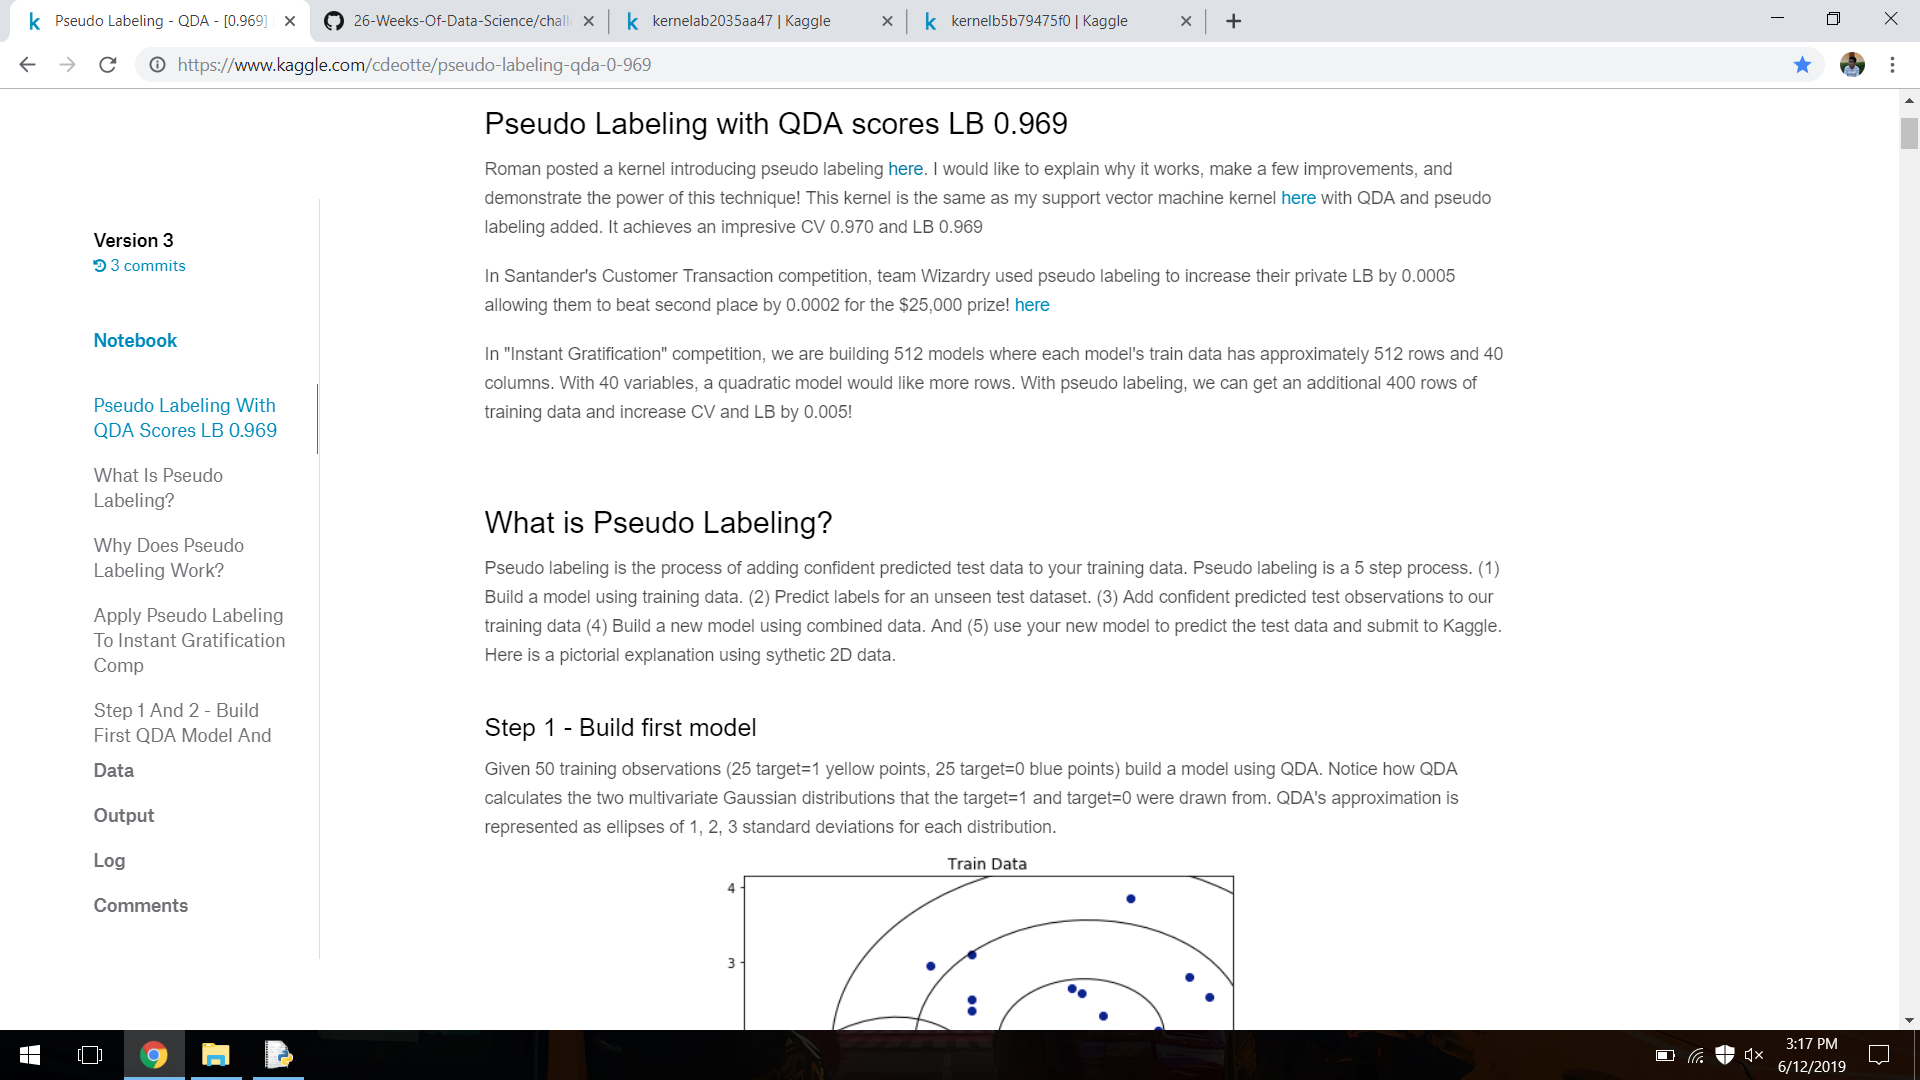 Pseudo Labeling - QDA - [0.969]
26-Weeks-Of-Data-Science/chall
kernelab2035aa47 | Kaggle
kernelb5b79475f0 | Kaggle
https://www.kaggle.com/cdeotte/pseudo-labeling-qda-0-969
Version 3
3 commits
Notebook
Pseudo Labeling With
QDA Scores LB 0.969
What Is Pseudo
Labeling?
Why Does Pseudo
Labeling Work?
Apply Pseudo Labeling
To Instant Gratification
Comp
Step 1 And 2 - Build
First QDA Model And
Data
Output
Log
Comments
Pseudo Labeling with QDA scores LB 0.969
Roman posted a kernel introducing pseudo labeling here. I would like to explain why it works, make a few improvements, and
demonstrate the power of this technique! This kernel is the same as my support vector machine kernel here with QDA and pseudo
labeling added. It achieves an impresive CV 0.970 and LB 0.969
In Santander's Customer Transaction competition, team Wizardry used pseudo labeling to increase their private LB by 0.0005
allowing them to beat second place by 0.0002 for the $25,000 prize! here
In "Instant Gratification" competition, we are building 512 models where each model's train data has approximately 512 rows and 40
columns. With 40 variables, a quadratic model would like more rows. With pseudo labeling, we can get an additional 400 rows of
training data and increase CV and LB by 0.005!
What is Pseudo Labeling?
Pseudo labeling is the process of adding confident predicted test data to your training data. Pseudo labeling is a 5 step process. (1)
Build a model using training data. (2) Predict labels for an unseen test dataset. (3) Add confident predicted test observations to our
training data (4) Build a new model using combined data. And (5) use your new model to predict the test data and submit to Kaggle.
Here is a pictorial explanation using sythetic 2D data.
Step 1 - Build first model
Given 50 training observations (25 target=1 yellow points, 25 target=0 blue points) build a model using QDA. Notice how QDA
calculates the two multivariate Gaussian distributions that the target=1 and target=0 were drawn from. QDA's approximation is
represented as ellipses of 1, 2, 3 standard deviations for each distribution.
Train Data
4
3
3:17 PM
6/12/2019